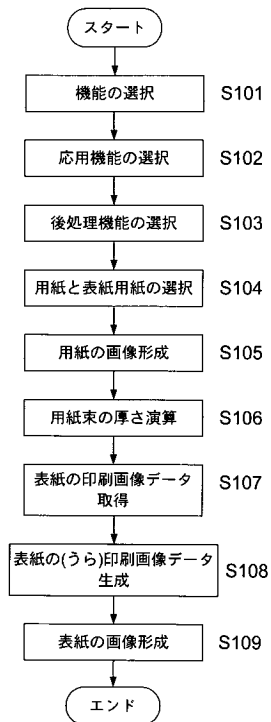 スタート
機能の選択 S101
応用機能の選択 S102
後処理機能の選択 S103
用紙と表紙用紙の選択 S104
用紙の画像形成 S105
用紙束の厚さ演算 S106
表紙の印刷画像データ
取得 S107
表紙の(うら)印刷画像データ
生成 S108
表紙の画像形成 S109
エンド